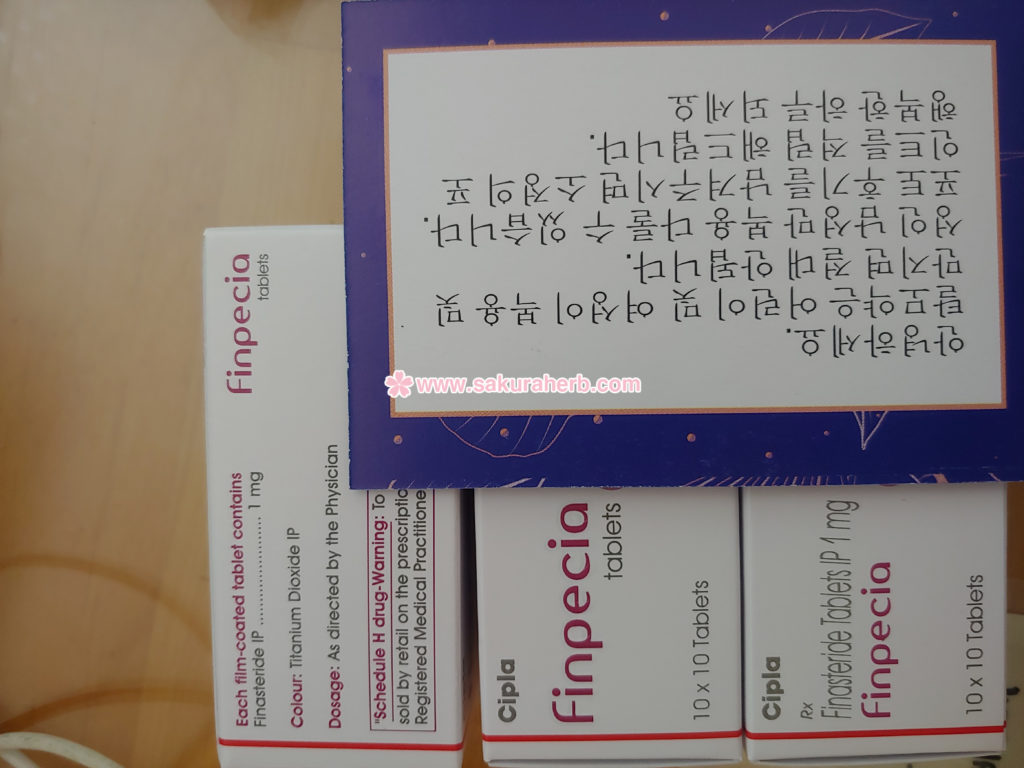 안녕하세요.
탈모약은 어린이 및 여성이 복용 및
만지면 절대 안됩니다.
성인 남성만 복용 다룰 수 있습니다.
포토 후기를 남겨주시면 소정의 포
인트를 적립 해드립니다.
행복한 하루 되세요
www.sakuraherb.com
Finpecia
tablets
Each film-coated tablet contains
Finasteride IP ........................ 1 mg
Colour: Titanium Dioxide IP
Dosage: As directed by the Physician
"Schedule H drug-Warning: To
sold by retail on the
Registered Medical
Cipla
Finpecia
tablets
10 x 10 Tablets
Cipla
Rx
Finasteride Tablets IP 1 mg
Finpecia
10 x 10 Tablets